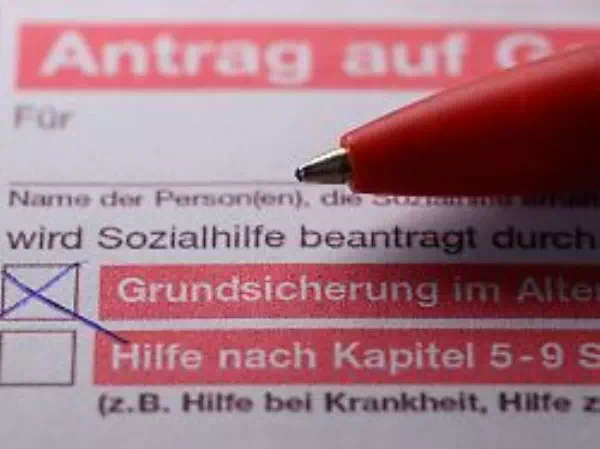 Antrag auf
Für
Name der Person(en), die Sozialhilfe
wird Sozialhilfe beantragt durch
Grundsicherung im Alter
Hilfe nach Kapitel 5-9 S
(z.B. Hilfe bei Krankheit, Hilfe z